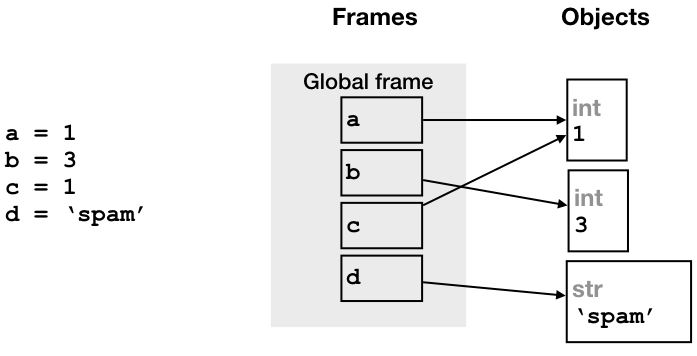 Frames
Objects
a = 1
b = 3
c = 1
d = ‘spam’
Global frame
a
b
c
d
int
1
int
3
str
‘spam’